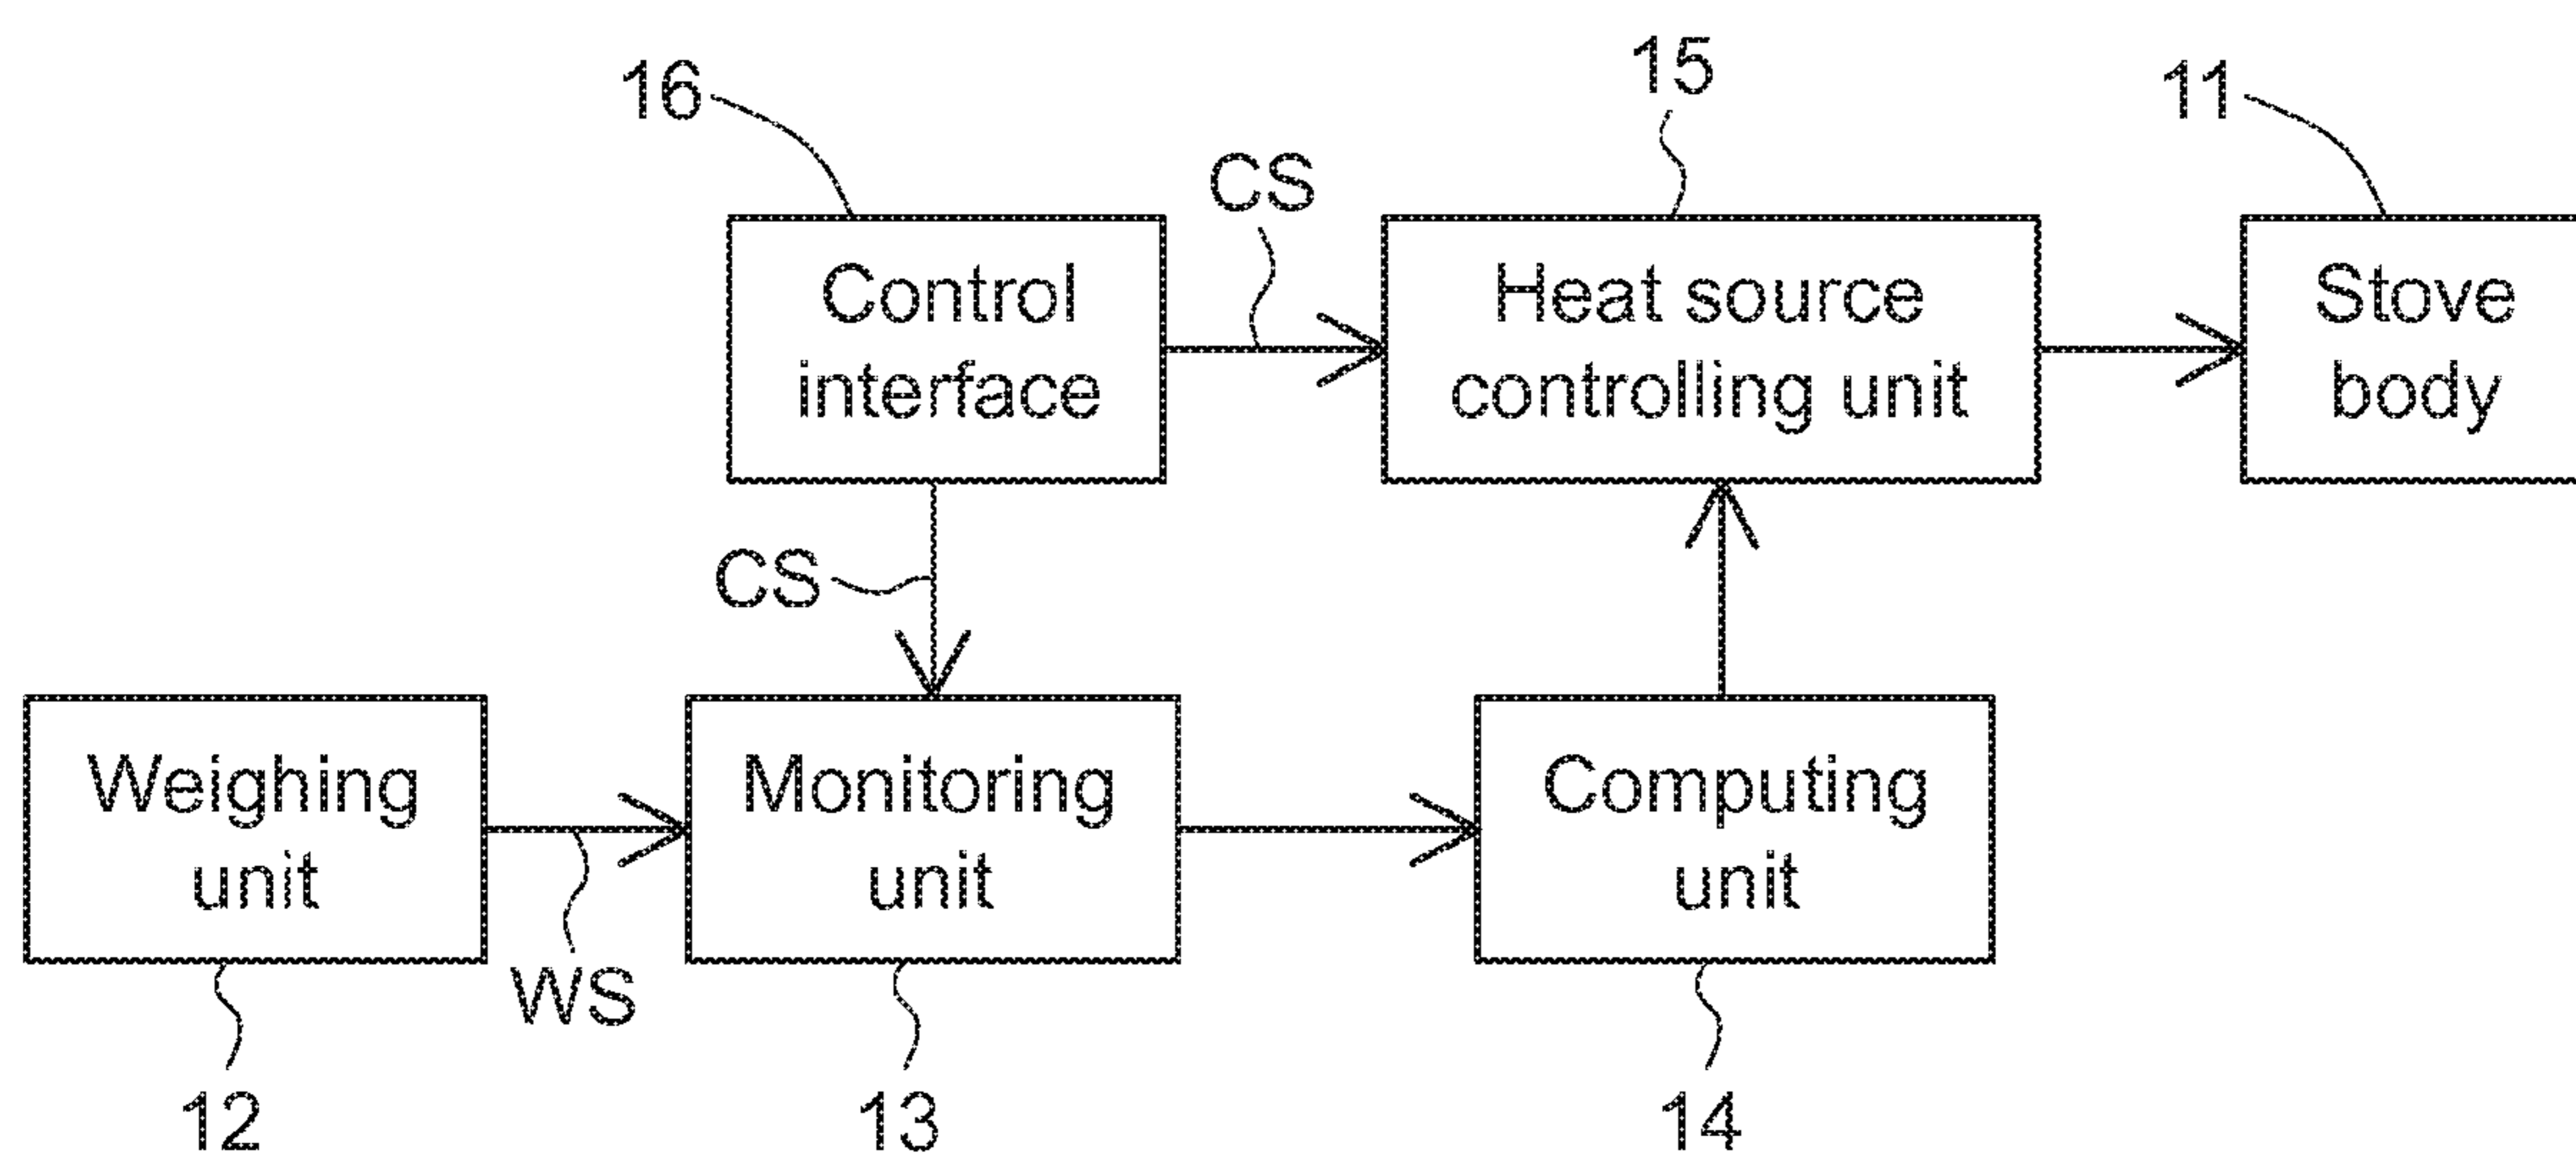 16
15
11
CS
Control
interface
Heat source
controlling unit
Stove
body
CS
Weighing
unit
Monitoring
unit
Computing
unit
WS
12
13
14